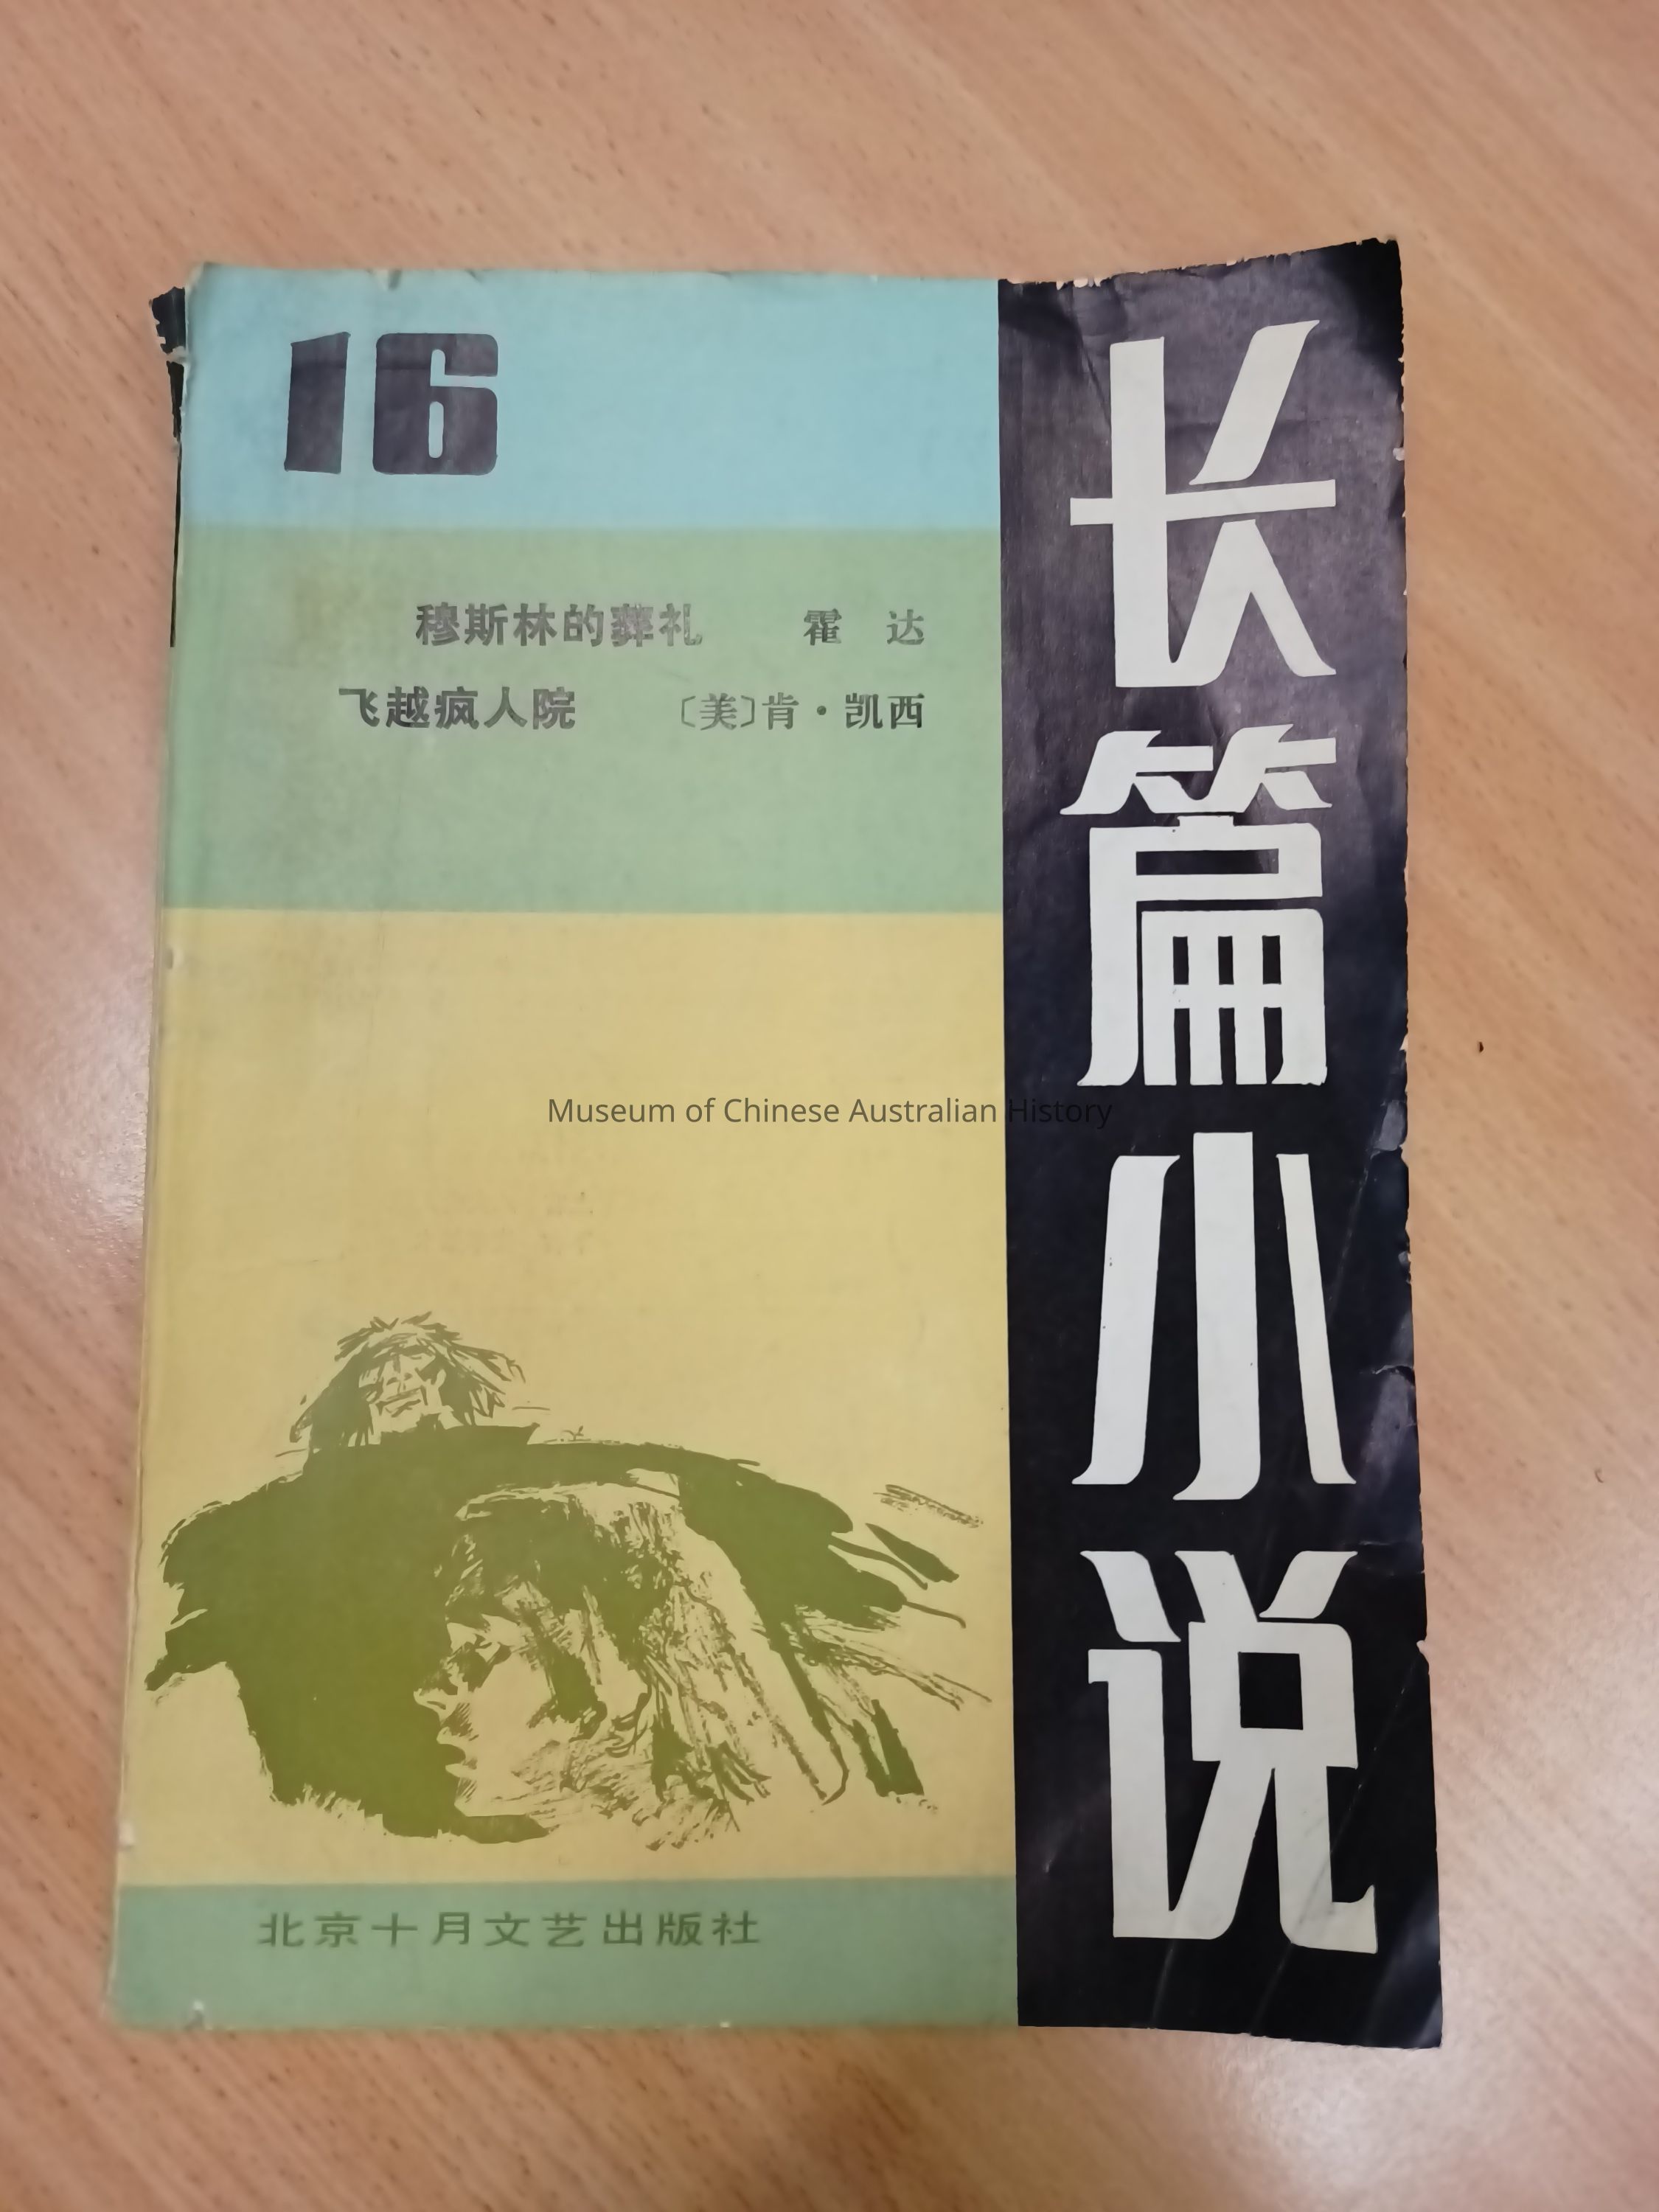 16
长篇小说
穆斯林的葬礼 霍 达
飞越疯人院 〔美〕肯·凯西
Museum of Chinese Australian History
北京十月文艺出版社